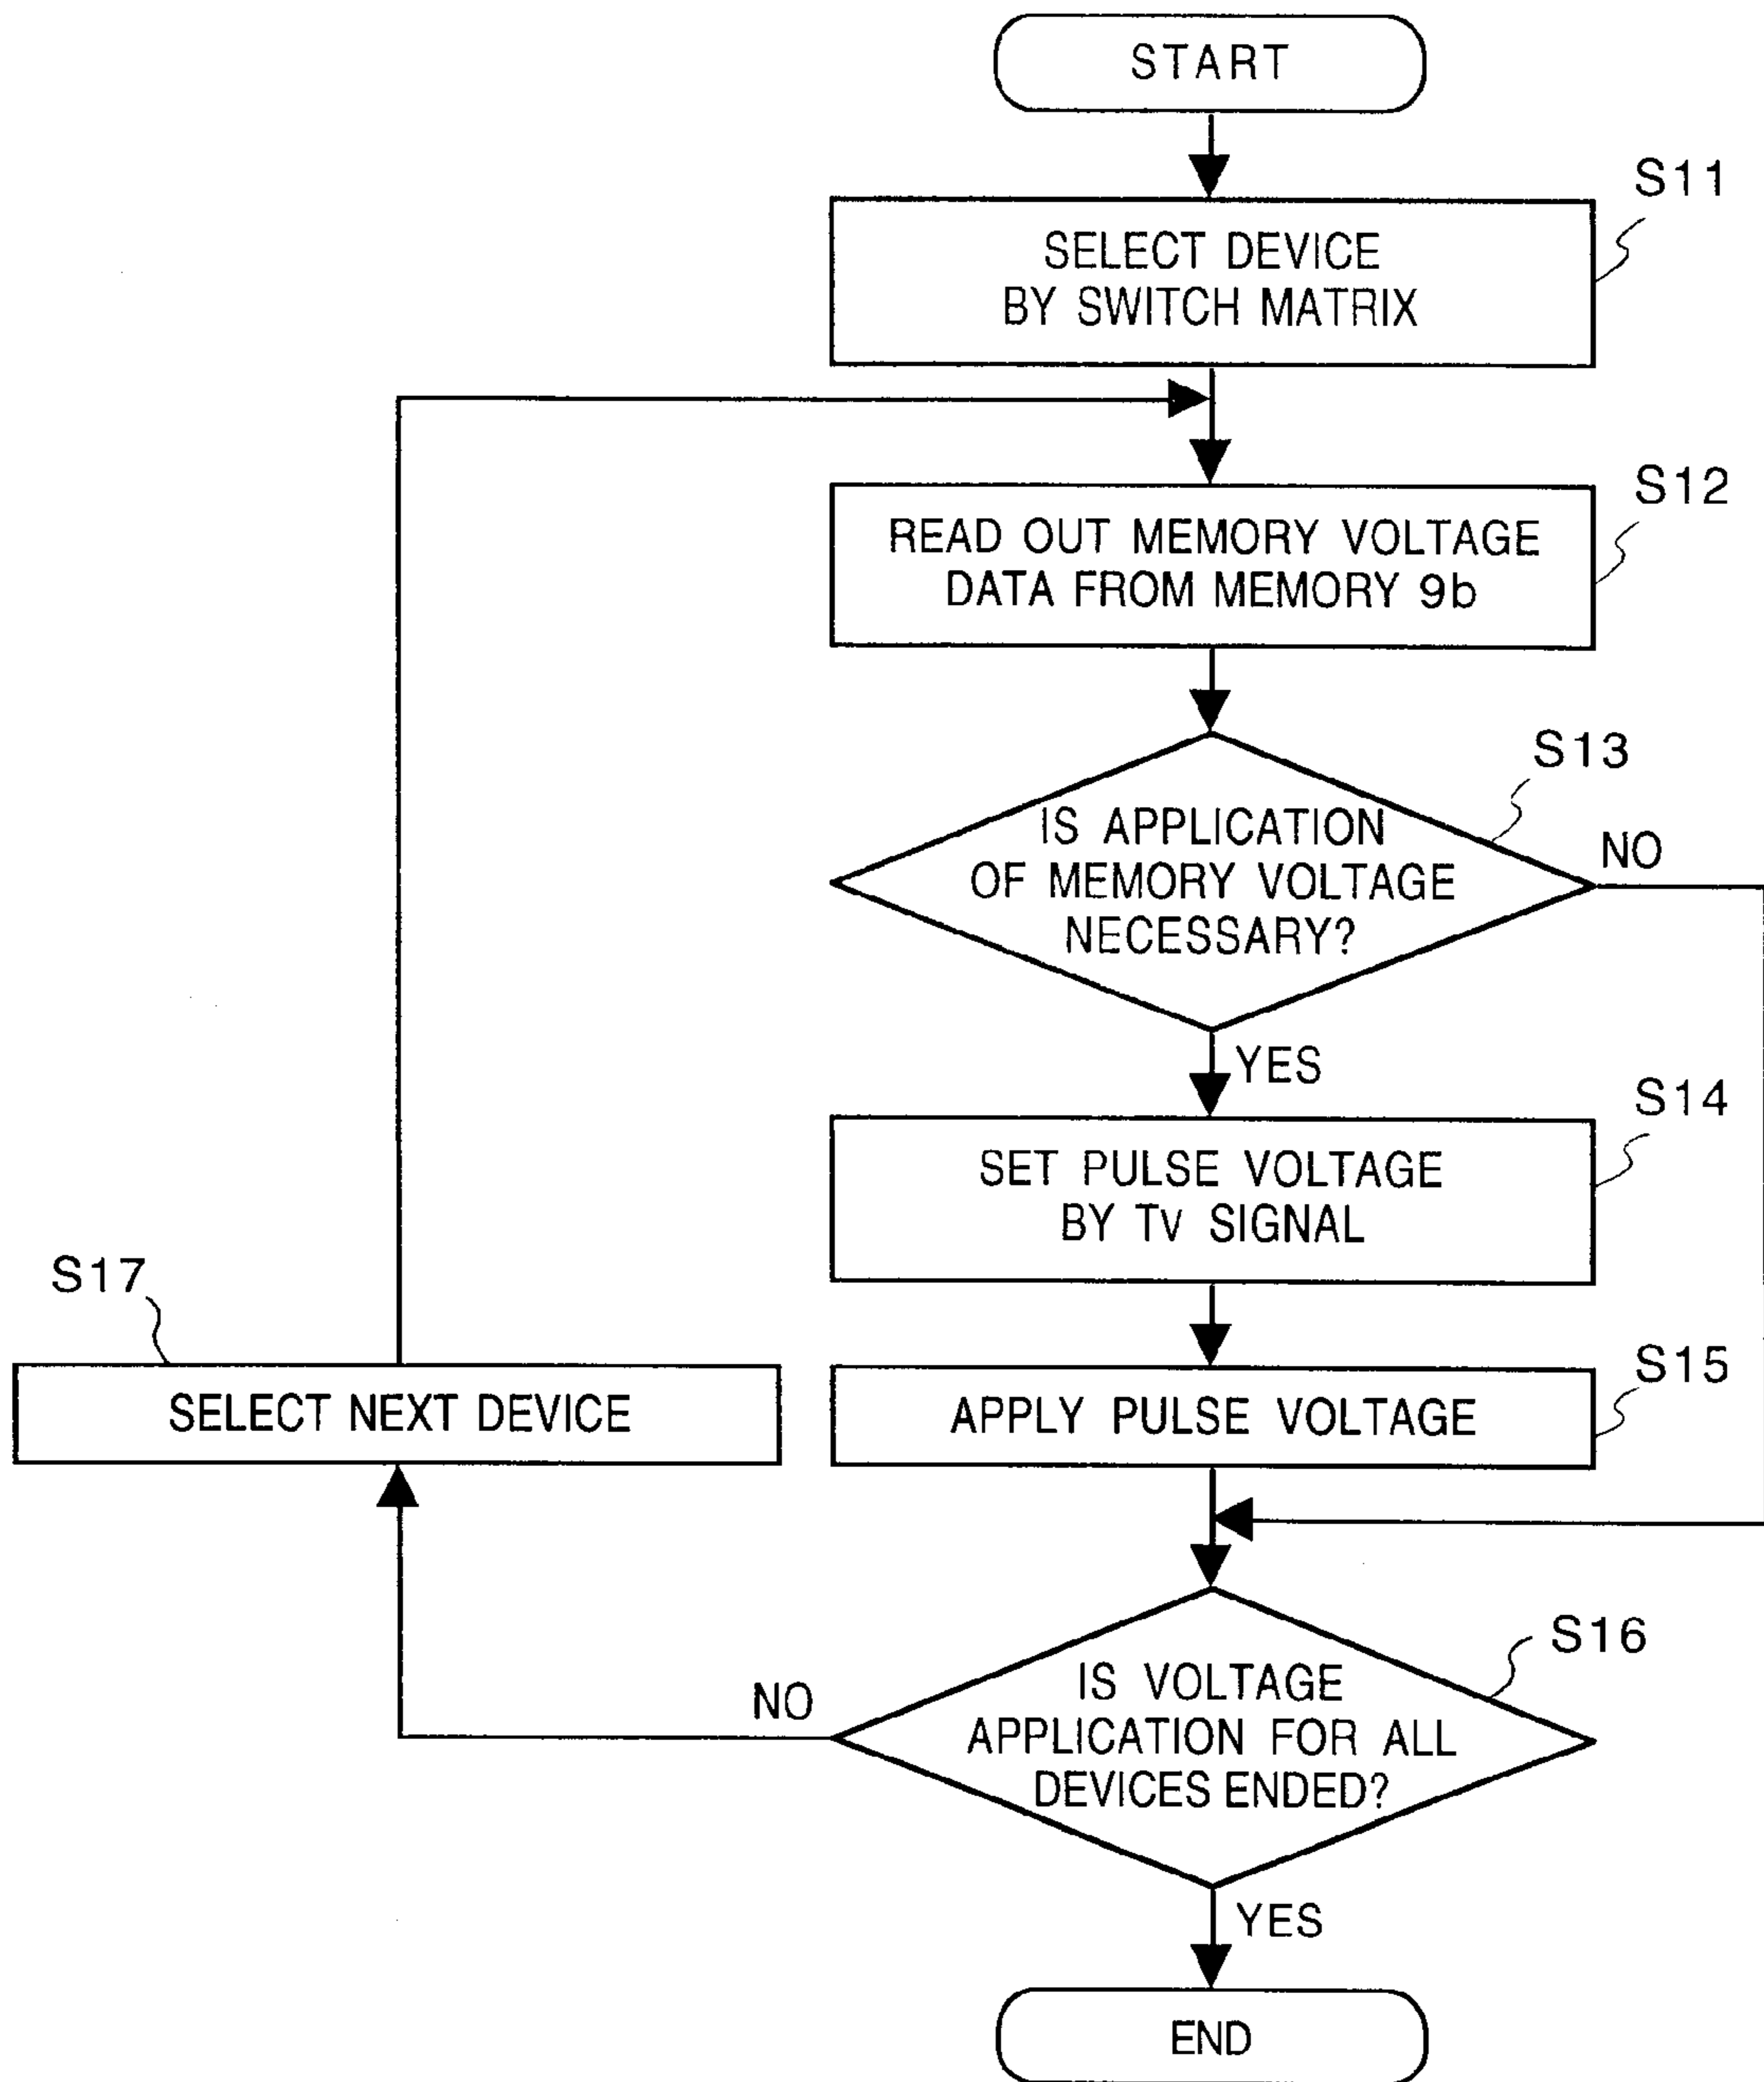 START
S11
SELECT DEVICE
BY SWITCH MATRIX
S12
READ OUT MEMORY VOLTAGE
DATA FROM MEMORY 9b
S13
IS APPLICATION
OF MEMORY VOLTAGE
NECESSARY?
NO
YES
S14
SET PULSE VOLTAGE
BY Tv SIGNAL
S17
SELECT NEXT DEVICE
S15
APPLY PULSE VOLTAGE
S16
NO
IS VOLTAGE
APPLICATION FOR ALL
DEVICES ENDED?
YES
END